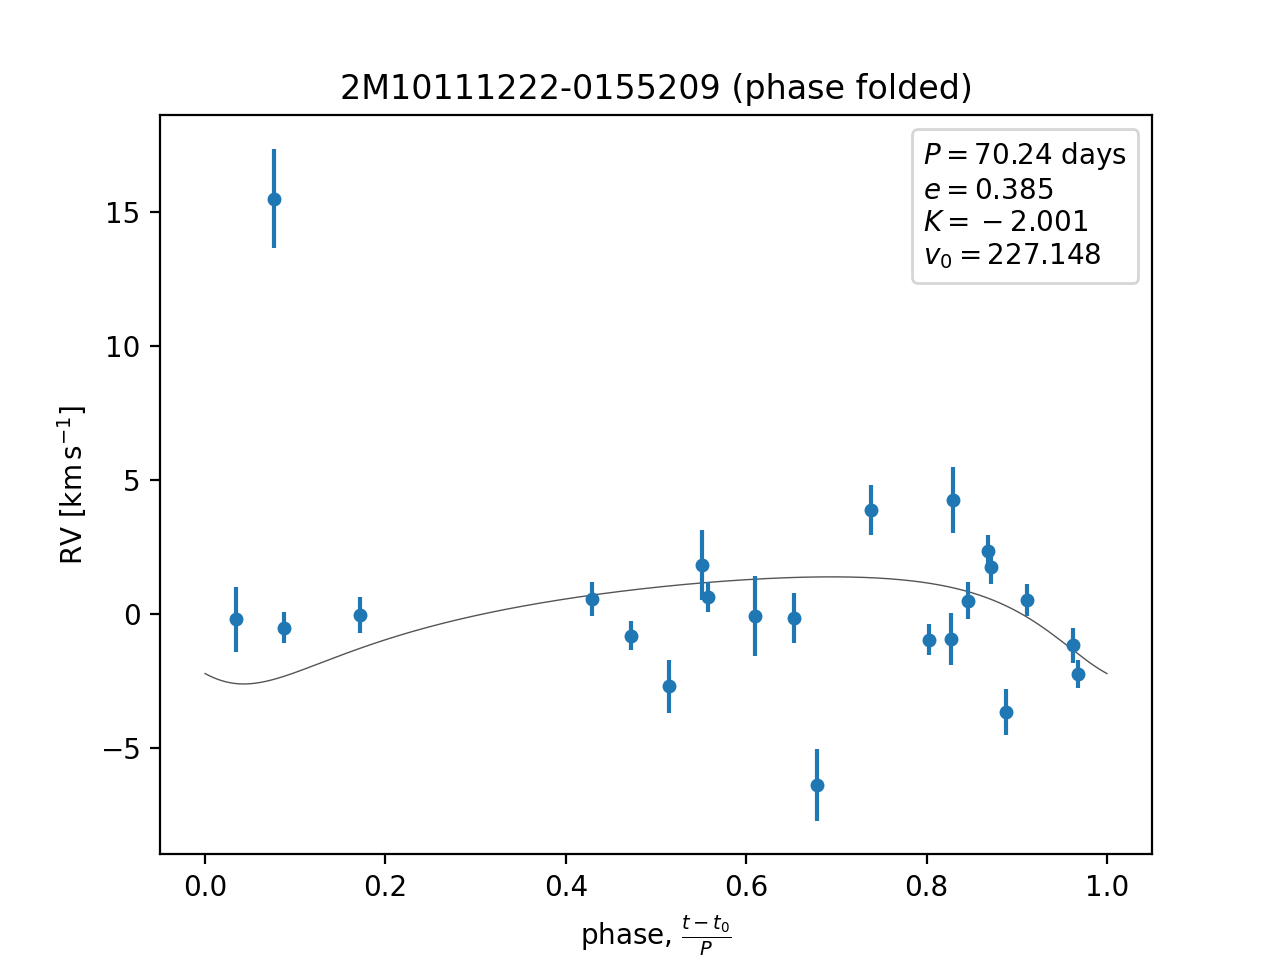 2M10111222-0155209 (phase folded)
P = 70.24 days
e = 0.385
K = −2.001
v₀ = 227.148
RV [km s⁻¹]
15
10
5
0
−5
0.0 0.2 0.4 0.6 0.8 1.0
phase, (t − t₀)/P